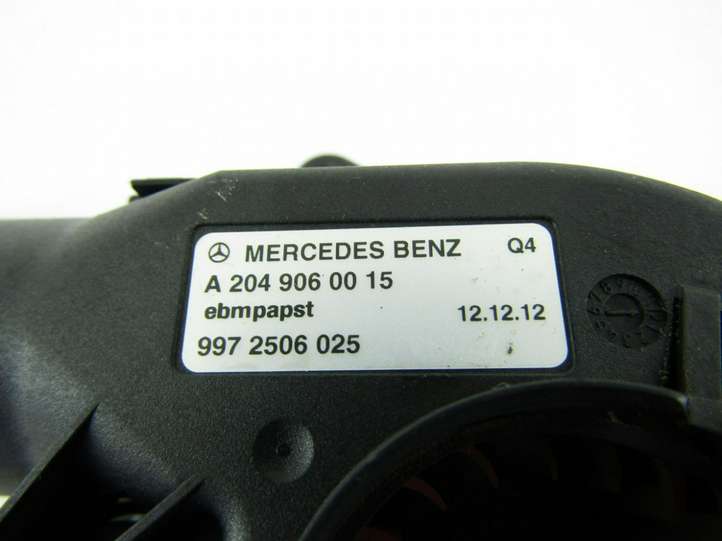 MERCEDES BENZ Q4
A 204 906 00 15
ebmpapst 12.12.12
997 2506 025